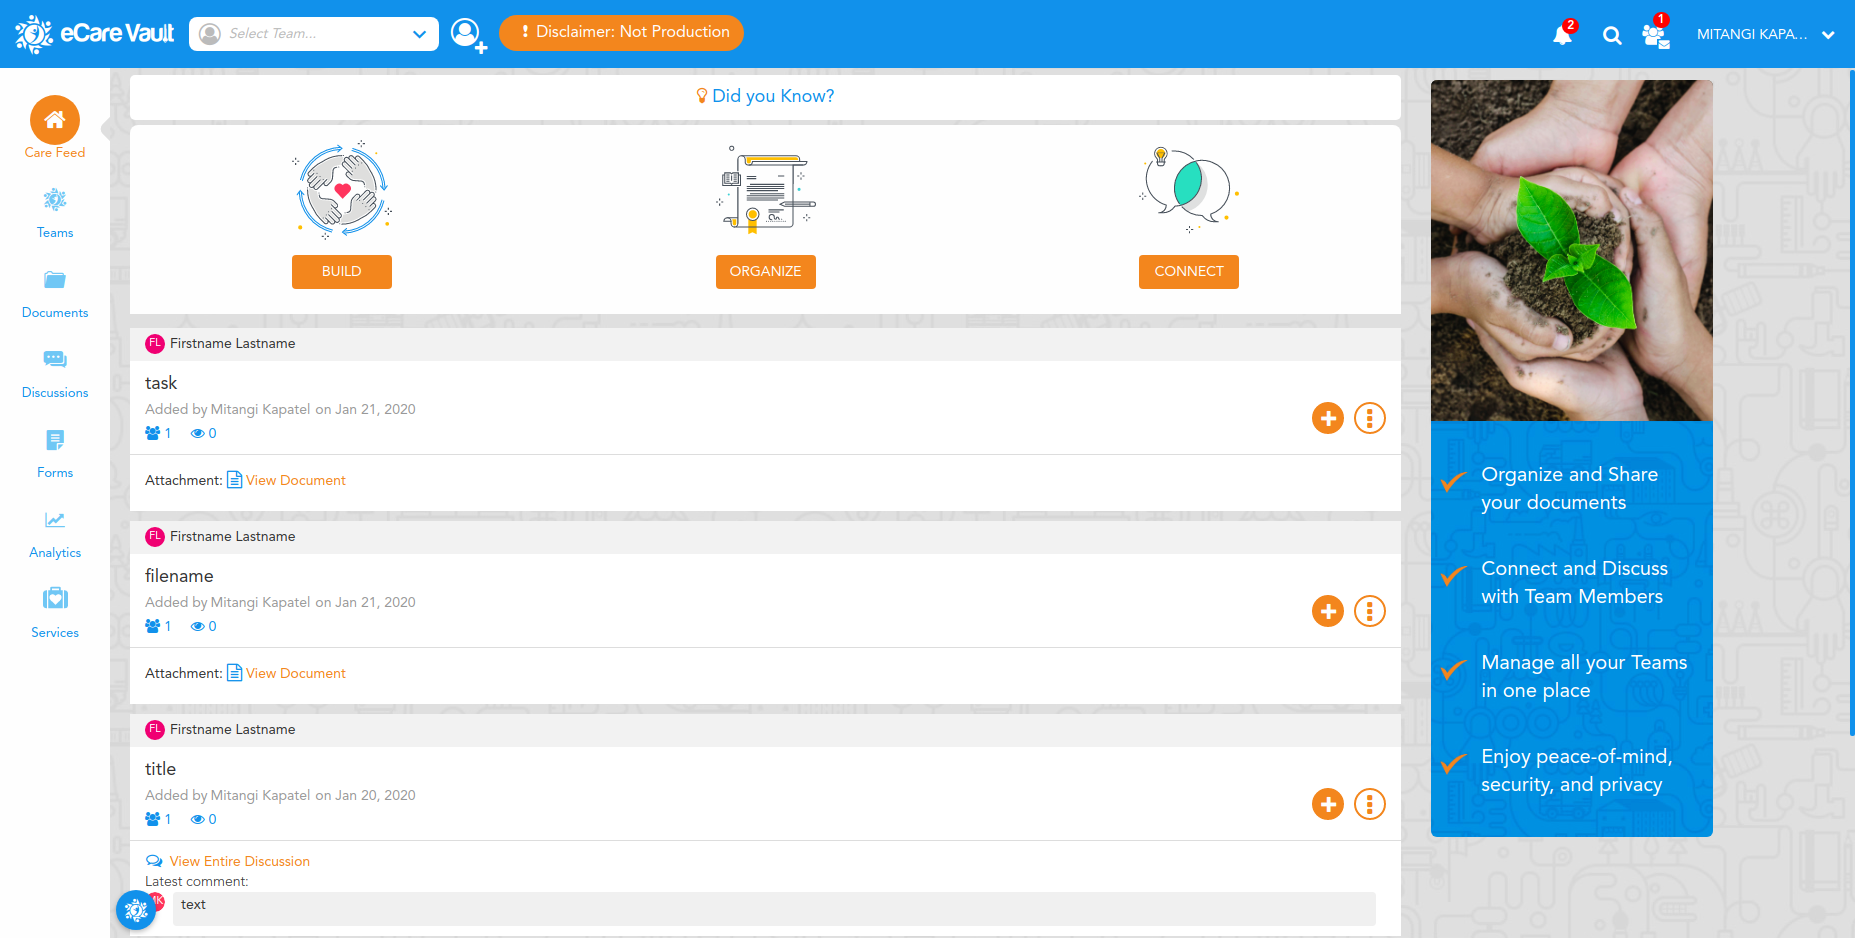 eCare Vault
Select Team...
! Disclaimer: Not Production
2
1
MITANGI KAPA...
Care Feed
Teams
Documents
Discussions
Forms
Analytics
Services
Did you Know?
BUILD
ORGANIZE
CONNECT
FL Firstname Lastname
task
Added by Mitangi Kapatel on Jan 21, 2020
1 0
Attachment: View Document
FL Firstname Lastname
filename
Added by Mitangi Kapatel on Jan 21, 2020
1 0
Attachment: View Document
FL Firstname Lastname
title
Added by Mitangi Kapatel on Jan 20, 2020
1 0
View Entire Discussion
Latest comment:
text
Organize and Share
your documents
Connect and Discuss
with Team Members
Manage all your Teams
in one place
Enjoy peace-of-mind,
security, and privacy